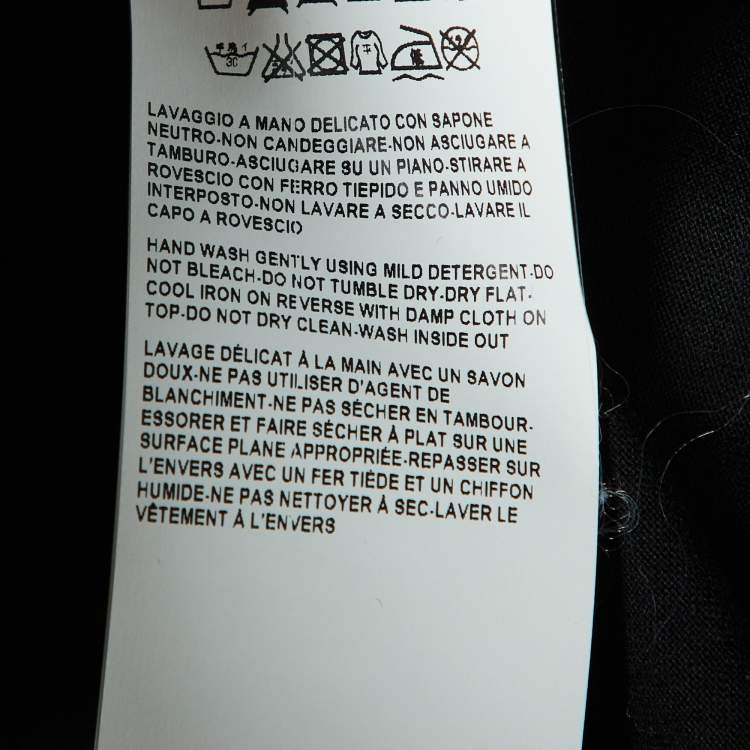 30
LAVAGGIO A MANO DELICATO CON SAPONE
NEUTRO-NON CANDEGGIARE-NON ASCIUGARE A
TAMBURO-ASCIUGARE SU UN PIANO-STIRARE A
ROVESCIO CON FERRO TIEPIDO E PANNO UMIDO
INTERPOSTO-NON LAVARE A SECCO-LAVARE IL
CAPO A ROVESCIO
HAND WASH GENTLY USING MILD DETERGENT-DO
NOT BLEACH-DO NOT TUMBLE DRY-DRY FLAT-
COOL IRON ON REVERSE WITH DAMP CLOTH ON
TOP-DO NOT DRY CLEAN-WASH INSIDE OUT
LAVAGE DÉLICAT À LA MAIN AVEC UN SAVON
DOUX-NE PAS UTILISER D'AGENT DE
BLANCHIMENT-NE PAS SÉCHER EN TAMBOUR-
ESSORER ET FAIRE SÉCHER À PLAT SUR UNE
SURFACE PLANE APPROPRIÉE-REPASSER SUR
L'ENVERS AVEC UN FER TIÈDE ET UN CHIFFON
HUMIDE-NE PAS NETTOYER À SEC-LAVER LE
VÊTEMENT À L'ENVERS